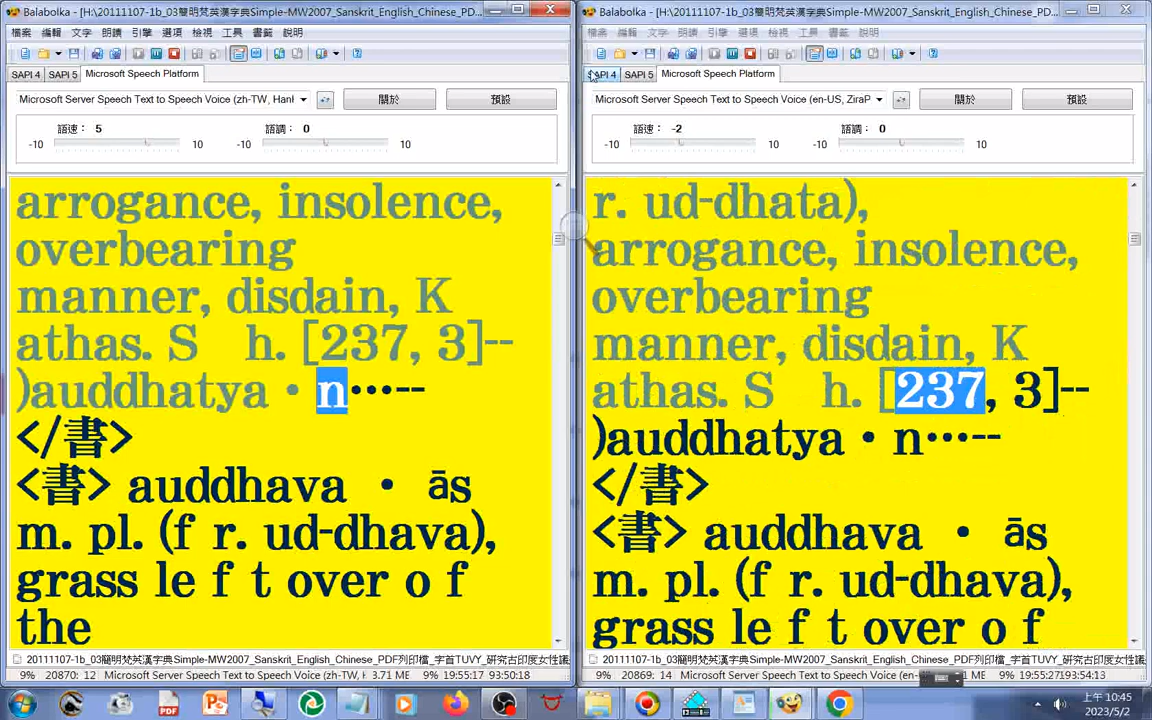 Balabolka - [H:\20111107-1b_03簡明梵英漢字典Simple-MW2007_Sanskrit_English_Chinese_PD...
檔案 編輯 文字 朗讀 引擎 選項 檢視 工具 書籤 說明
SAPI 4 SAPI 5 Microsoft Speech Platform
Microsoft Server Speech Text to Speech Voice (zh-TW, Hanl
關於
預設
語速： 5
語調： 0
-10 10 -10 10
arrogance, insolence,
overbearing
manner, disdain, K
athas. S h. [237, 3]--
)auddhatya • n…--
</書>
<書> auddhava • ās
m. pl. (f r. ud-dhava),
grass le f t over o f
the
20111107-1b_03簡明梵英漢字典Simple-MW2007_Sanskrit_English_Chinese_PDF列印檔_字首TUVY_研究古印度女性議
9% 20870: 12 Microsoft Server Speech Text to Speech Voice (zh-TW, H 3.71 ME 9% 19:55:17 93:50:18
Balabolka - [H:\20111107-1b_03簡明梵英漢字典Simple-MW2007_Sanskrit_English_Chinese_PDF...
檔案 編輯 文字 朗讀 引擎 選項 檢視 工具 書籤 說明
SAPI 4 SAPI 5 Microsoft Speech Platform
Microsoft Server Speech Text to Speech Voice (en-US, ZiraP
關於
預設
語速： -2
語調： 0
-10 10 -10 10
r. ud-dhata),
arrogance, insolence,
overbearing
manner, disdain, K
athas. S h. [237, 3]--
)auddhatya • n…--
</書>
<書> auddhava • ās
m. pl. (f r. ud-dhava),
grass le f t over o f
20111107-1b_03簡明梵英漢字典Simple-MW2007_Sanskrit_English_Chinese_PDF列印檔_字首TUVY_研究古印度女性議
9% 20869: 14 Microsoft Server Speech Text to Speech Voice (en-U ME 9% 19:55:27 193:54:13
上午 10:45
2023/5/2